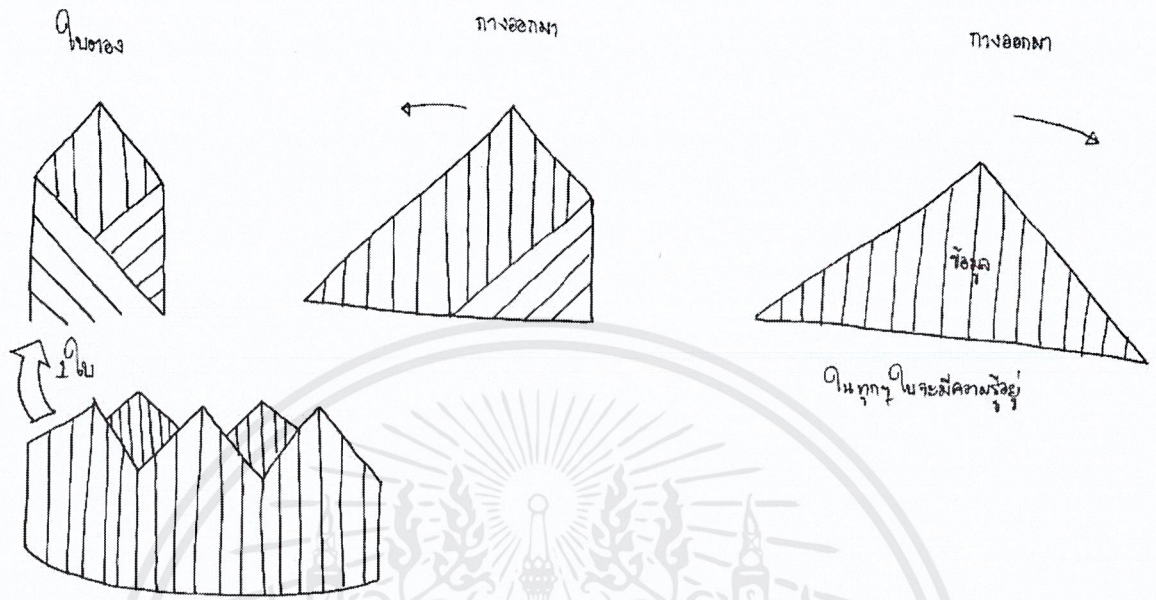 ใบตอง
กางออกมา
กางออกมา
ข้อมูล
1 ใบ
ในทุกๆ ใบจะมีความรู้อยู่